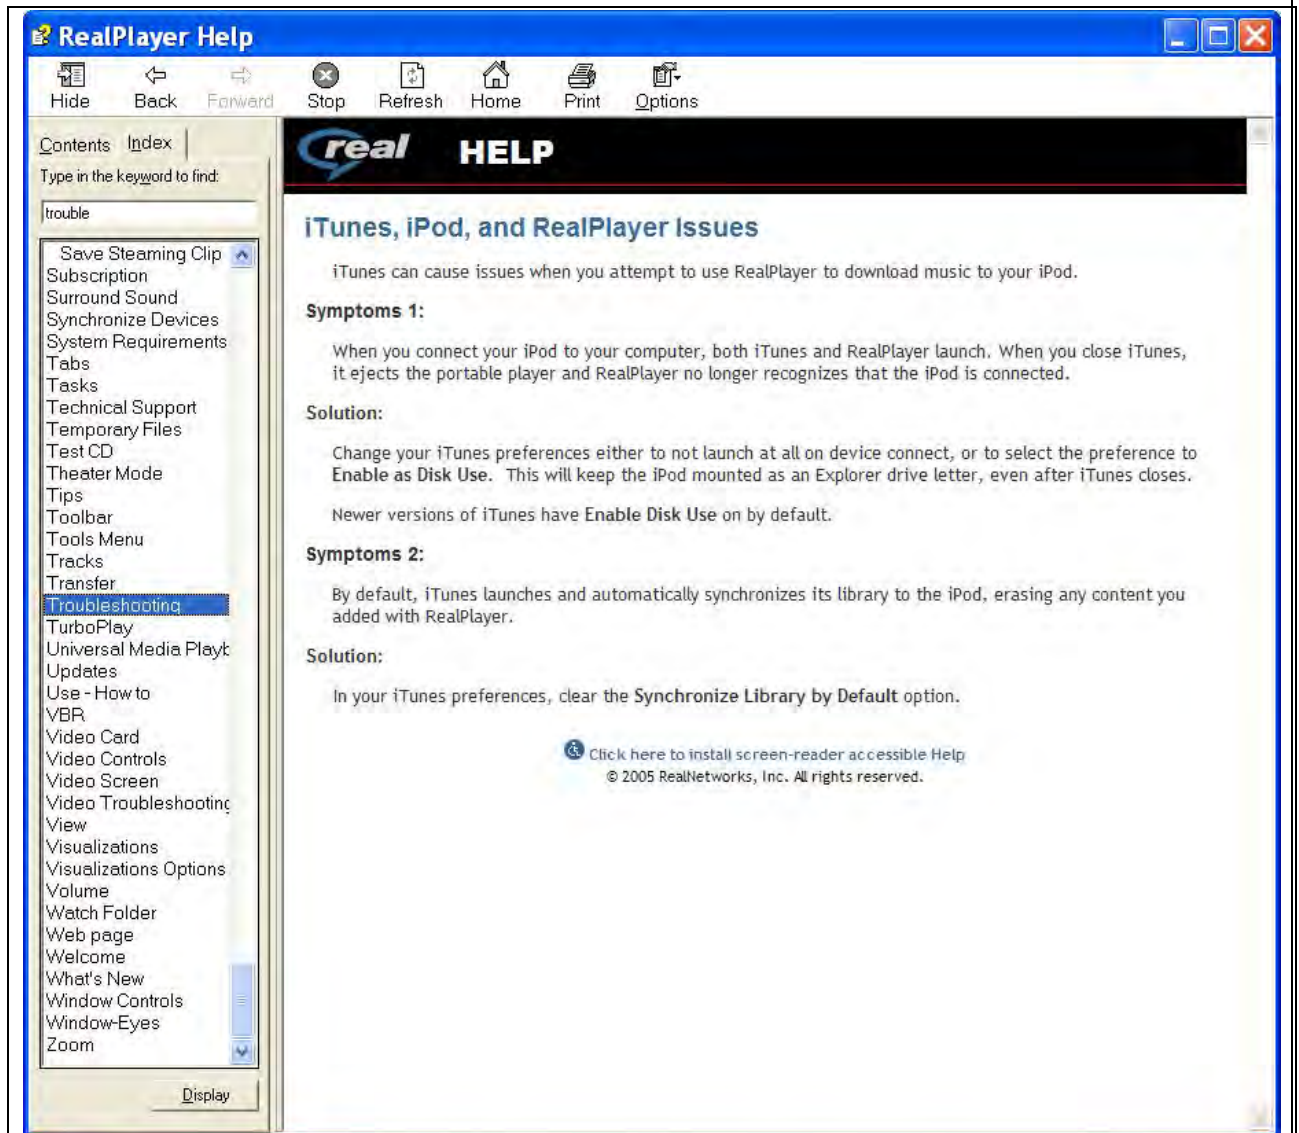 RealPlayer Help
Hide Back Forward Stop Refresh Home Print Options
Contents Index
Type in the keyword to find:
trouble
Save Steaming Clip
Subscription
Surround Sound
Synchronize Devices
System Requirements
Tabs
Tasks
Technical Support
Temporary Files
Test CD
Theater Mode
Tips
Toolbar
Tools Menu
Tracks
Transfer
Troubleshooting
TurboPlay
Universal Media Playb
Updates
Use - How to
VBR
Video Card
Video Controls
Video Screen
Video Troubleshooting
View
Visualizations
Visualizations Options
Volume
Watch Folder
Web page
Welcome
What's New
Window Controls
Window-Eyes
Zoom
Display
real HELP
iTunes, iPod, and RealPlayer Issues
iTunes can cause issues when you attempt to use RealPlayer to download music to your iPod.
Symptoms 1:
When you connect your iPod to your computer, both iTunes and RealPlayer launch. When you close iTunes,
it ejects the portable player and RealPlayer no longer recognizes that the iPod is connected.
Solution:
Change your iTunes preferences either to not launch at all on device connect, or to select the preference to
Enable as Disk Use. This will keep the iPod mounted as an Explorer drive letter, even after iTunes closes.
Newer versions of iTunes have Enable Disk Use on by default.
Symptoms 2:
By default, iTunes launches and automatically synchronizes its library to the iPod, erasing any content you
added with RealPlayer.
Solution:
In your iTunes preferences, clear the Synchronize Library by Default option.
Click here to install screen-reader accessible Help
© 2005 RealNetworks, Inc. All rights reserved.